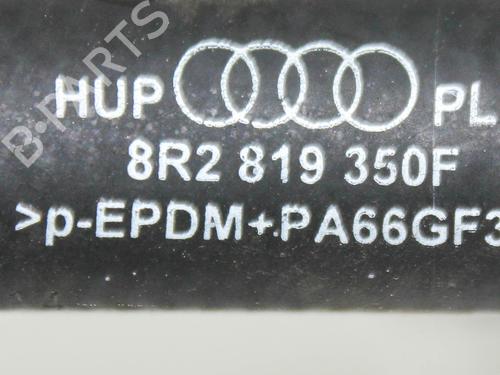 B-PARTS
HUP PL
8R2 819 350F
>p-EPDM+PA66GF3